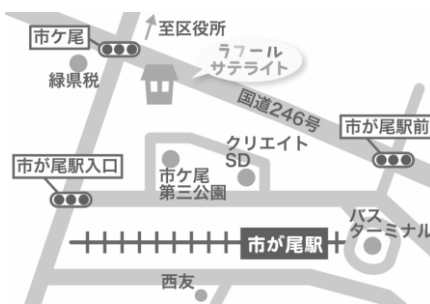 至区役所
市ケ尾
緑県税
ラフール
サテライト
国道246号
市が尾駅前
クリエイト
SD
市が尾駅入口
市ケ尾
第三公園
バス
ターミナル
市が尾駅
西友